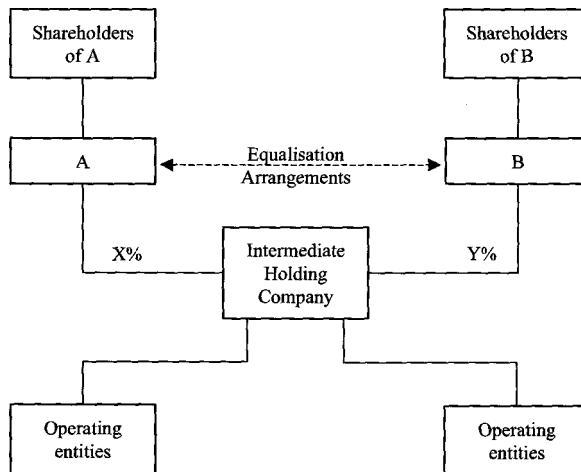 Shareholders
of A
Shareholders
of B
A
Equalisation
Arrangements
B
X%
Intermediate
Holding
Company
Y%
Operating
entities
Operating
entities